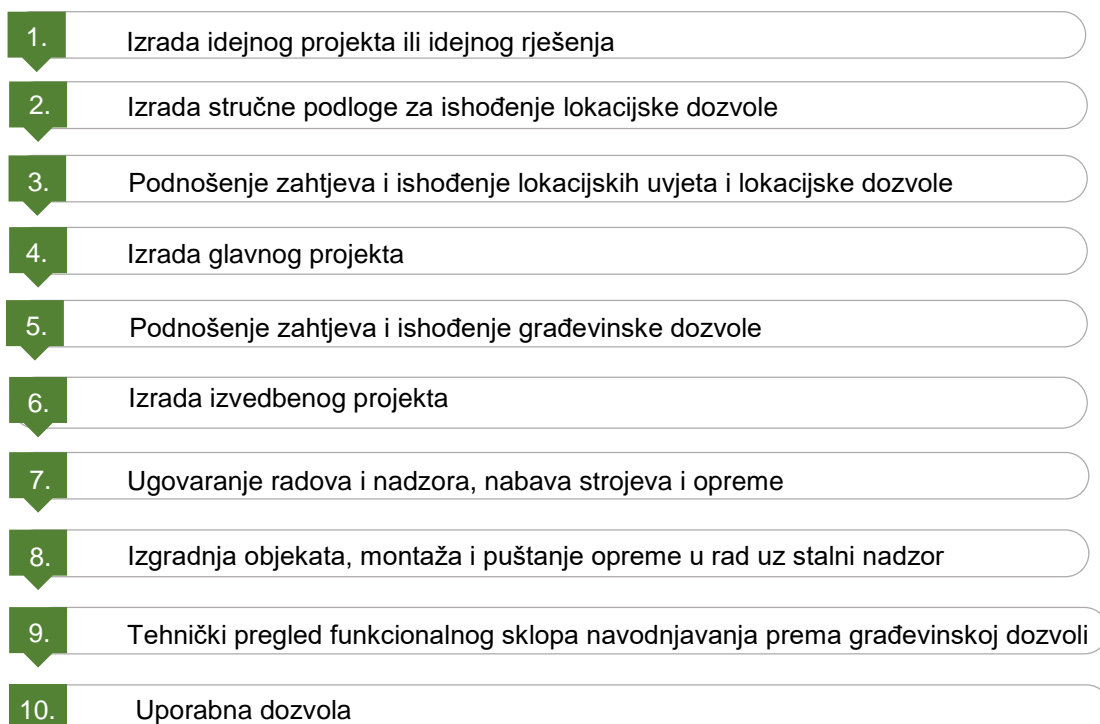 1. Izrada idejnog projekta ili idejnog rješenja
2. Izrada stručne podloge za ishođenje lokacijske dozvole
3. Podnošenje zahtjeva i ishođenje lokacijskih uvjeta i lokacijske dozvole
4. Izrada glavnog projekta
5. Podnošenje zahtjeva i ishođenje građevinske dozvole
6. Izrada izvedbenog projekta
7. Ugovaranje radova i nadzora, nabava strojeva i opreme
8. Izgradnja objekata, montaža i puštanje opreme u rad uz stalni nadzor
9. Tehnički pregled funkcionalnog sklopa navodnjavanja prema građevinskoj dozvoli
10. Uporabna dozvola